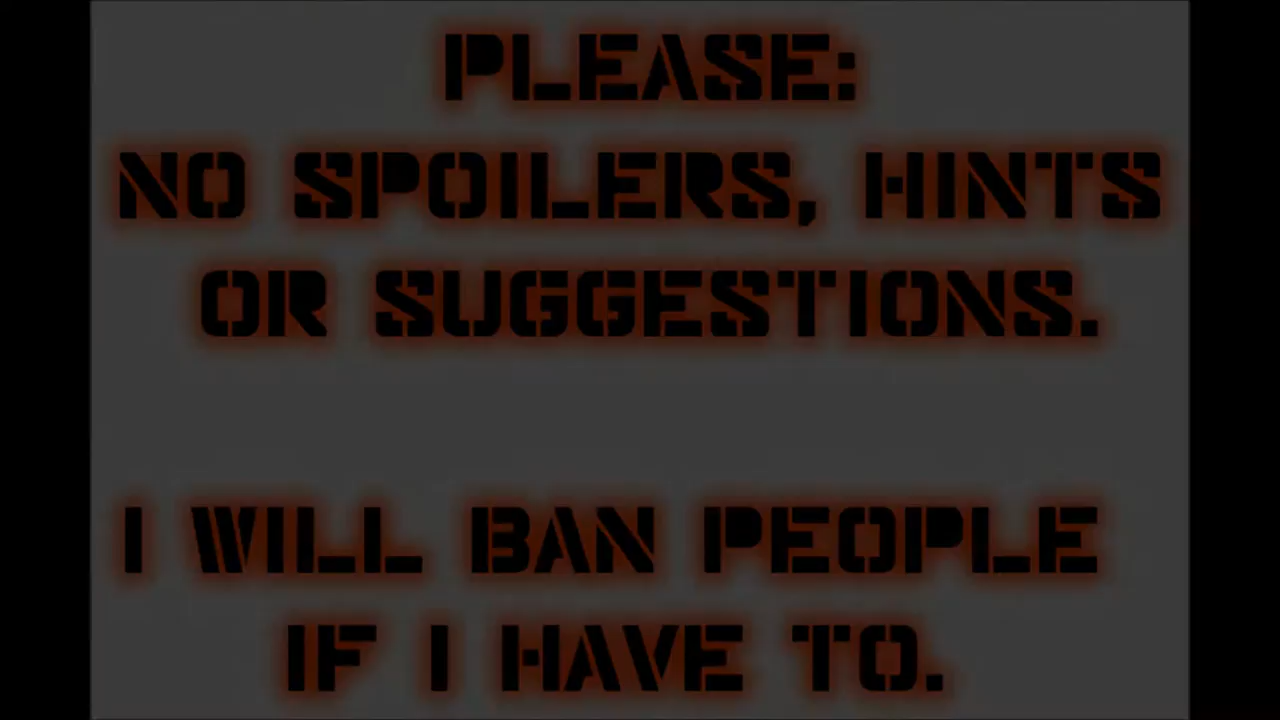 PLEASE:
NO SPOILERS, HINTS
OR SUGGESTIONS.
I WILL BAN PEOPLE
IF I HAVE TO.